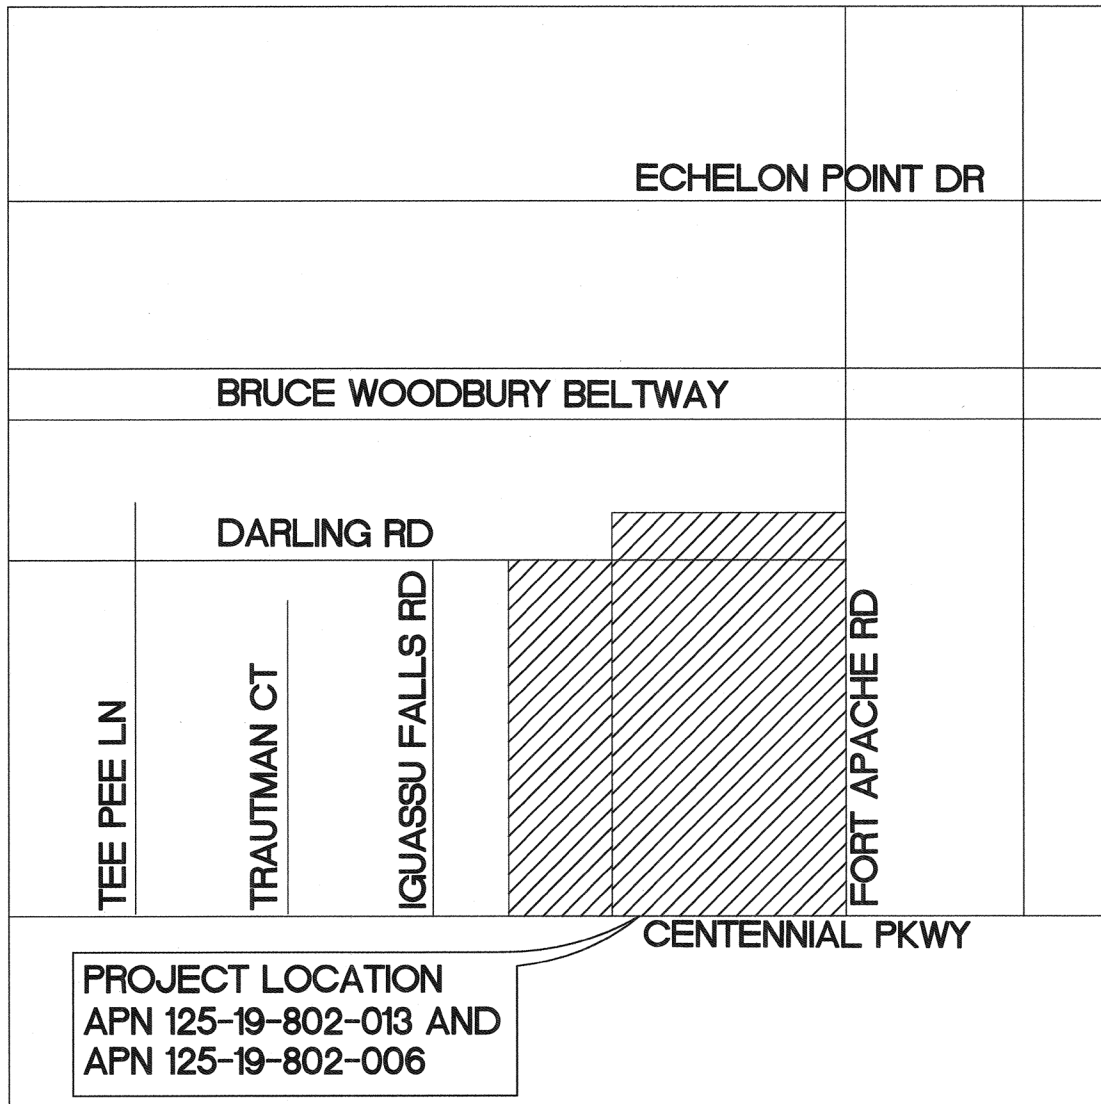 ECHELON POINT DR
BRUCE WOODBURY BELTWAY
DARLING RD
TEE PEE LN
TRAUTMAN CT
IGUASSU FALLS RD
FORT APACHE RD
CENTENNIAL PKWY
PROJECT LOCATION
APN 125-19-802-013 AND
APN 125-19-802-006